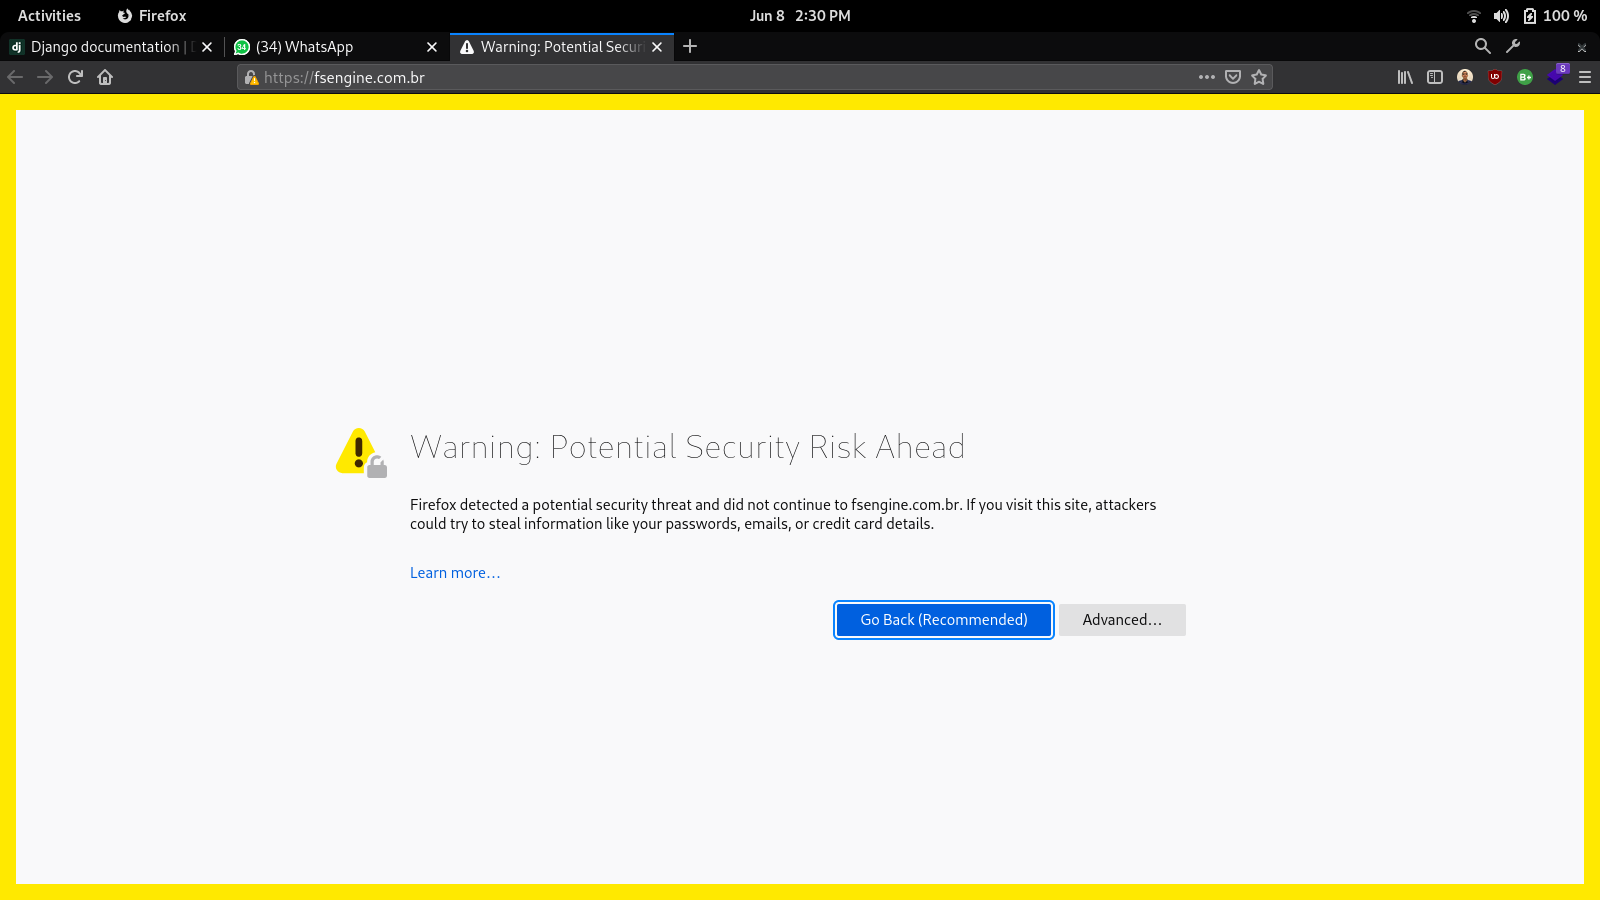 Activities
Firefox
Jun 8 2:30 PM
100 %
dj
Django documentation |
34
(34) WhatsApp
Warning: Potential Secur
https://fsengine.com.br
B+
8
Warning: Potential Security Risk Ahead
Firefox detected a potential security threat and did not continue to fsengine.com.br. If you visit this site, attackers
could try to steal information like your passwords, emails, or credit card details.
Learn more…
Go Back (Recommended)
Advanced…